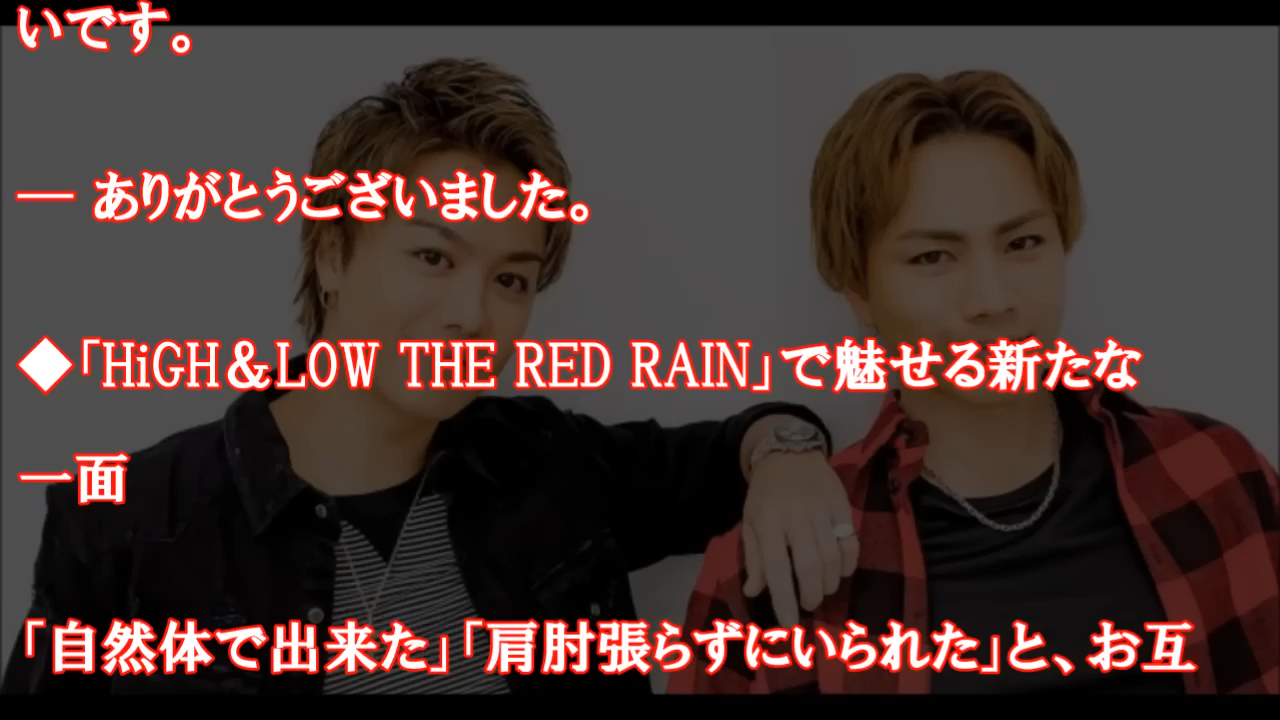 いです。
― ありがとうございました。
◆「HiGH＆LOW THE RED RAIN」で魅せる新たな
一面
「自然体で出来た」「肩肘張らずにいられた」と、お互